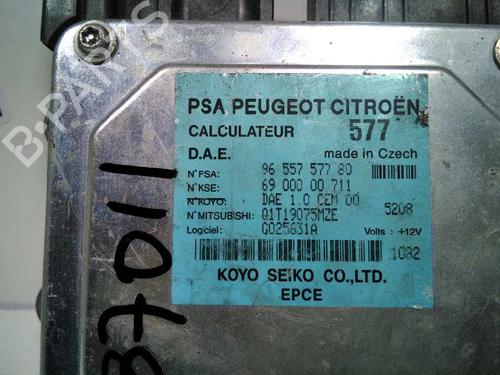 PSA PEUGEOT CITROËN
CALCULATEUR 577
D.A.E. made in Czech
N°PSA: 96 557 577 80
N°KSE: 69 000 00 711
N°KOYO: DAE 1.0 CEM 00
N°MITSUBISHI: Q1T19075MZE 5208
Logiciel: G025631A Volts : +12V
1082
KOYO SEIKO CO.,LTD.
EPCE
37011
B-PARTS